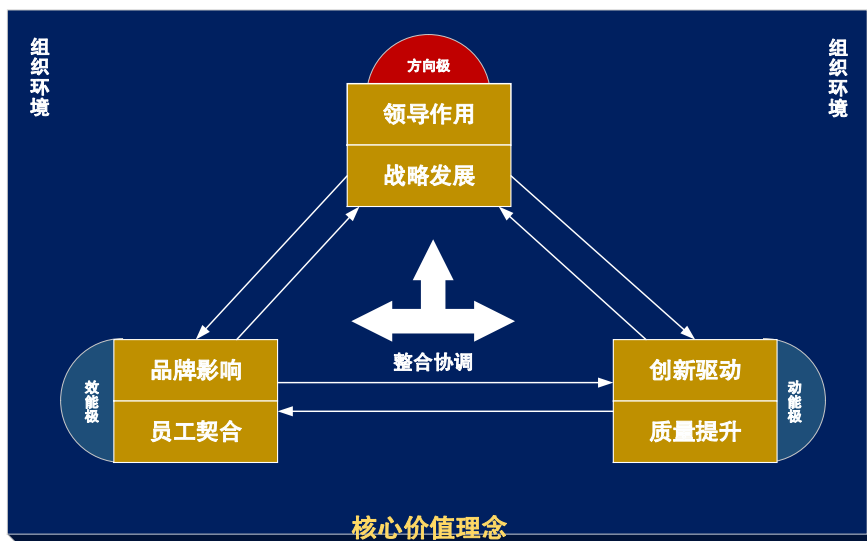 组织环境
组织环境
方向极
领导作用
战略发展
整合协调
效能极
品牌影响
员工契合
创新驱动
质量提升
动能极
核心价值理念